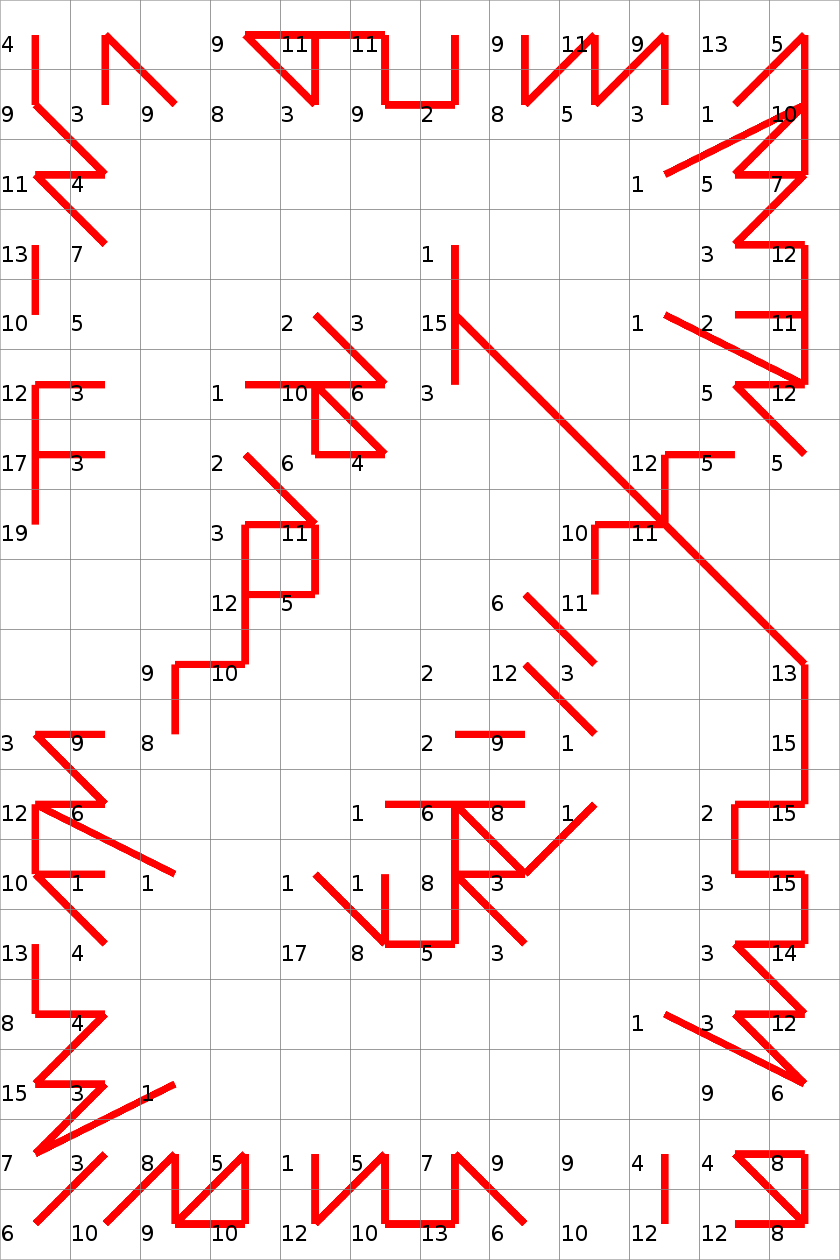 4 9 11 11 9 11 9 13 5
9 3 9 8 3 9 2 8 5 3 1 10
11 4 1 5 7
13 7 1 3 12
10 5 2 3 15 1 2 11
12 3 1 10 6 3 5 12
17 3 2 6 4 12 5 5
19 3 11 10 11
12 5 6 11
9 10 2 12 3 13
3 9 8 2 9 1 15
12 6 1 6 8 1 2 15
10 1 1 1 1 8 3 3 15
13 4 17 8 5 3 3 14
8 4 1 3 12
15 3 1 9 6
7 3 8 5 1 5 7 9 9 4 4 8
6 10 9 10 12 10 13 6 10 12 12 8